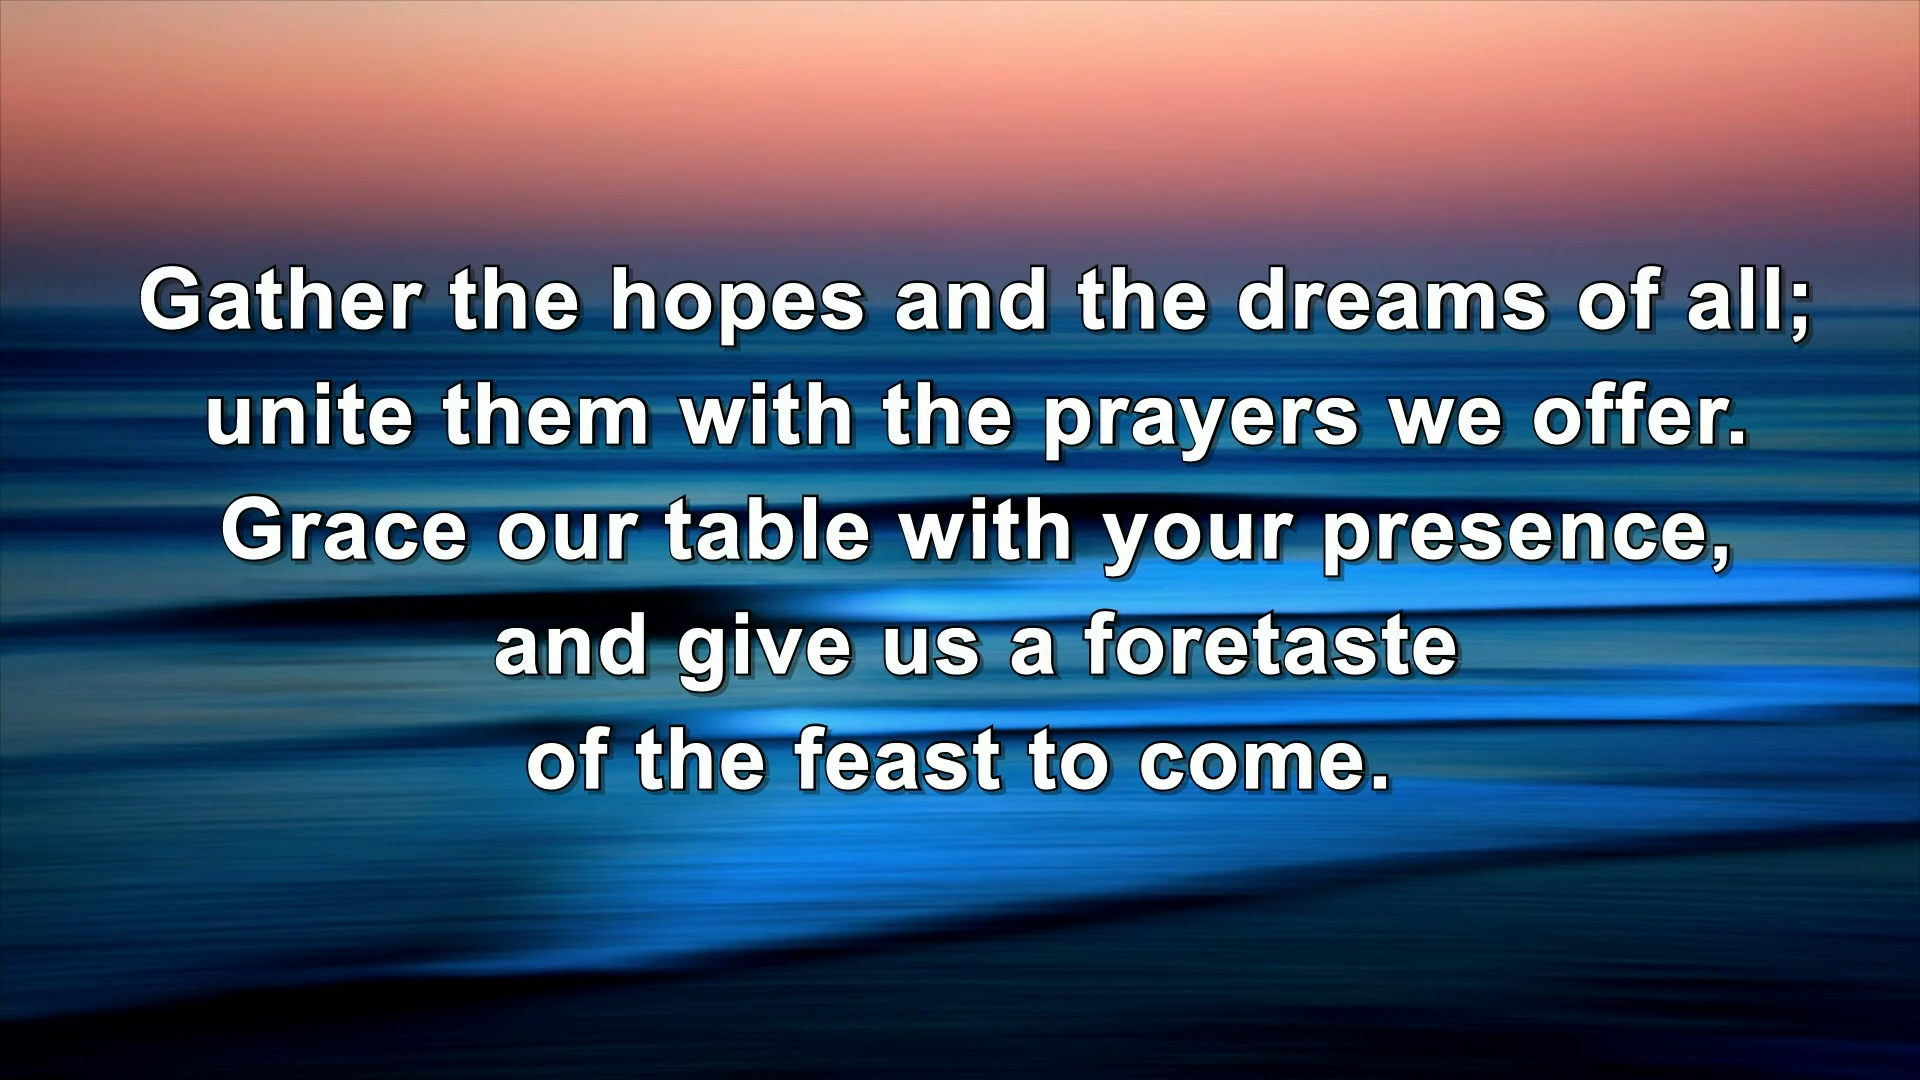 Gather the hopes and the dreams of all;
unite them with the prayers we offer.
Grace our table with your presence,
and give us a foretaste
of the feast to come.